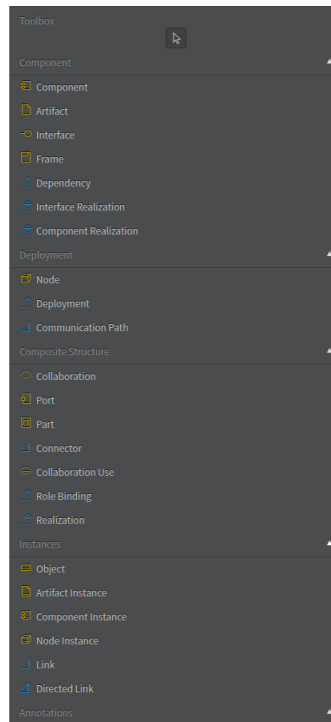 Toolbox
Component
Component
Artifact
Interface
Frame
Dependency
Interface Realization
Component Realization
Deployment
Node
Deployment
Communication Path
Composite Structure
Collaboration
Port
Part
Connector
Collaboration Use
Role Binding
Realization
Instances
Object
Artifact Instance
Component Instance
Node Instance
Link
Directed Link
Annotations